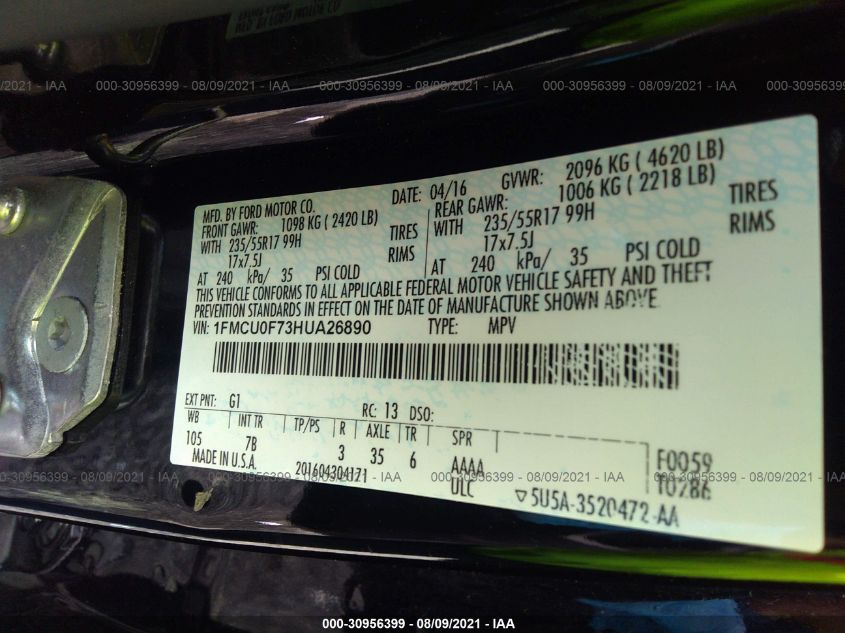 000-30956399 - 08/09/2021 - IAA
MFD. BY FORD MOTOR CO.
DATE: 04/16 GVWR: 2096 KG ( 4620 LB)
FRONT GAWR: 1098 KG ( 2420 LB)
REAR GAWR: 1006 KG ( 2218 LB)
WITH 235/55R17 99H TIRES
WITH 235/55R17 99H TIRES
17x7.5J RIMS
17x7.5J RIMS
AT 240 kPa/ 35 PSI COLD
AT 240 kPa/ 35 PSI COLD
THIS VEHICLE CONFORMS TO ALL APPLICABLE FEDERAL MOTOR VEHICLE SAFETY AND THEFT
PREVENTION STANDARDS IN EFFECT ON THE DATE OF MANUFACTURE SHOWN ABOVE.
VIN: 1FMCU0F73HUA26890 TYPE: MPV
EXT PNT: G1 RC: 13 DSO:
WB INT TR TP/PS R AXLE TR SPR
105 7B 3 35 6 AAAA F0059
MADE IN U.S.A. 201604304171 ULC 10286
5U5A-3520472-AA
000-30956399 - 08/09/2021 - IAA